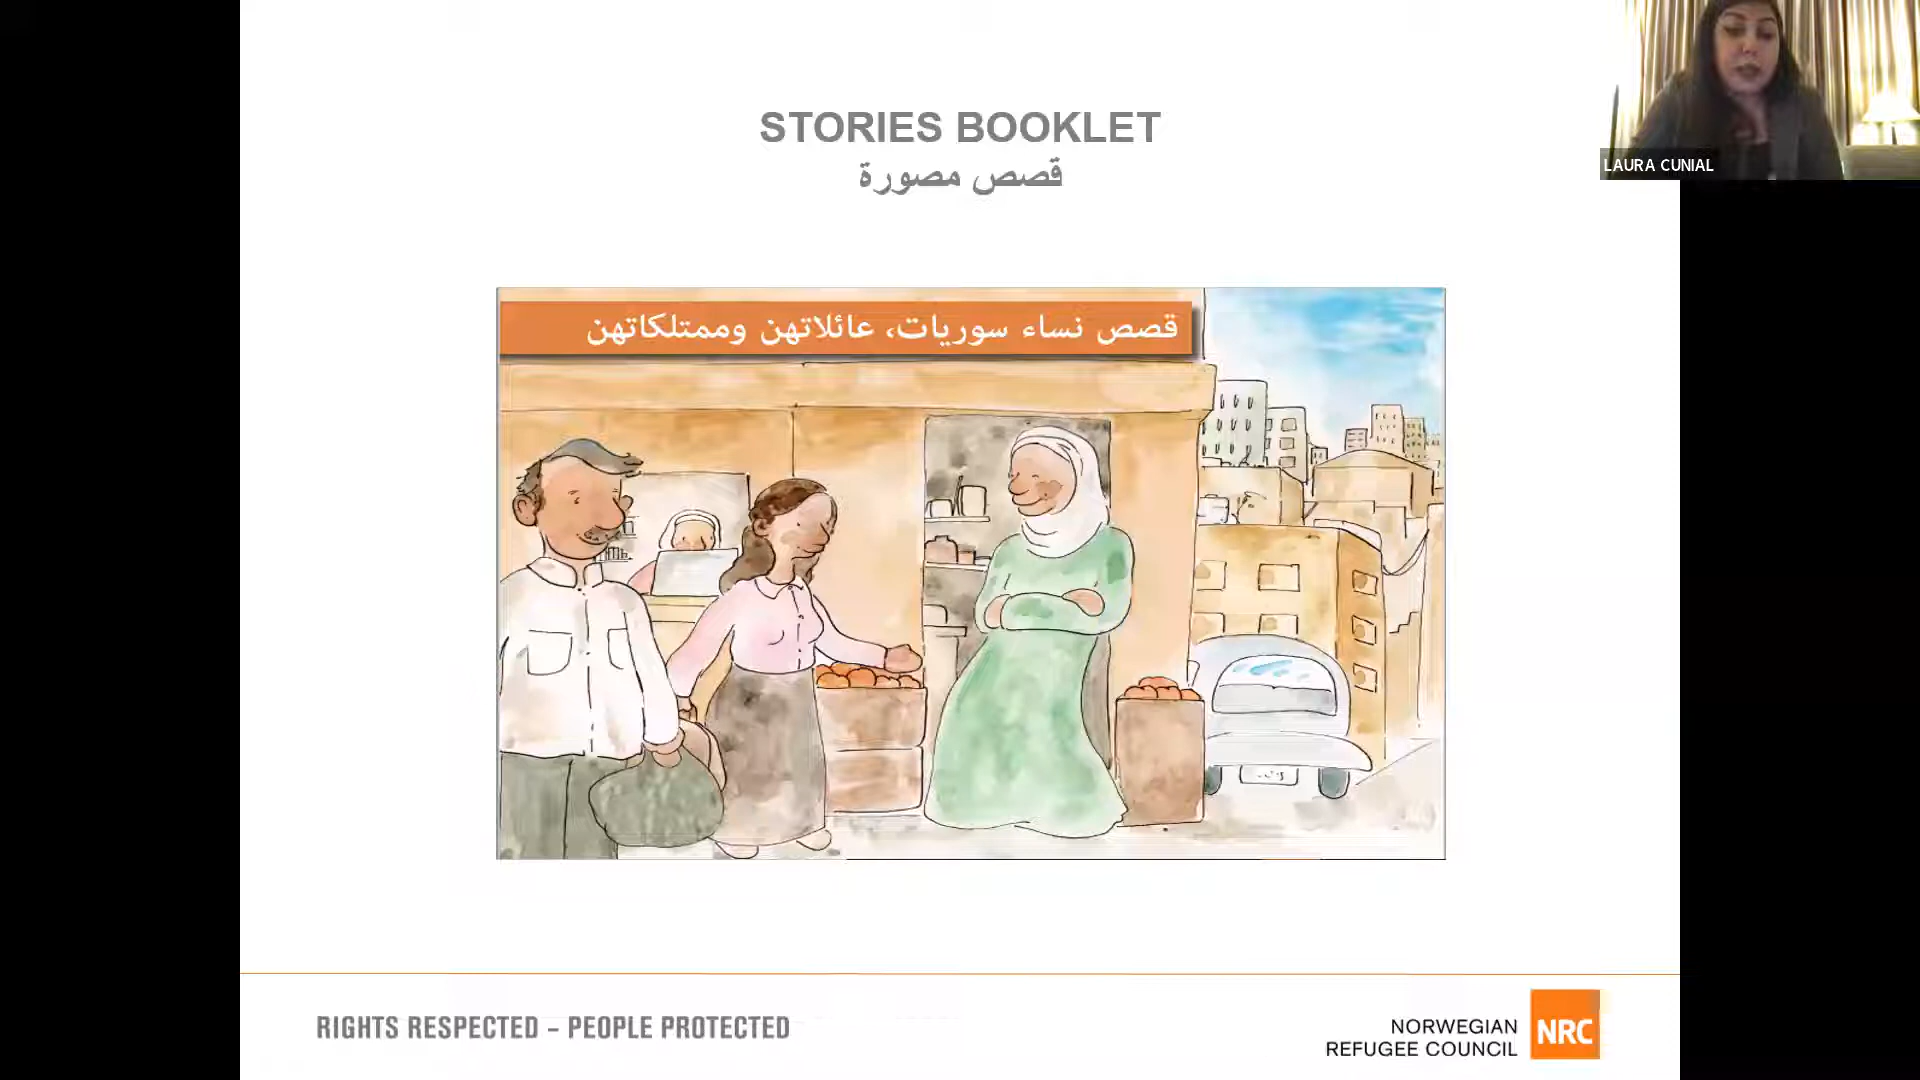 STORIES BOOKLET
قصص مصورة
LAURA CUNIAL
قصص نساء سوريات، عائلاتهن وممتلكاتهن
RIGHTS RESPECTED – PEOPLE PROTECTED
NORWEGIAN
REFUGEE COUNCIL
NRC